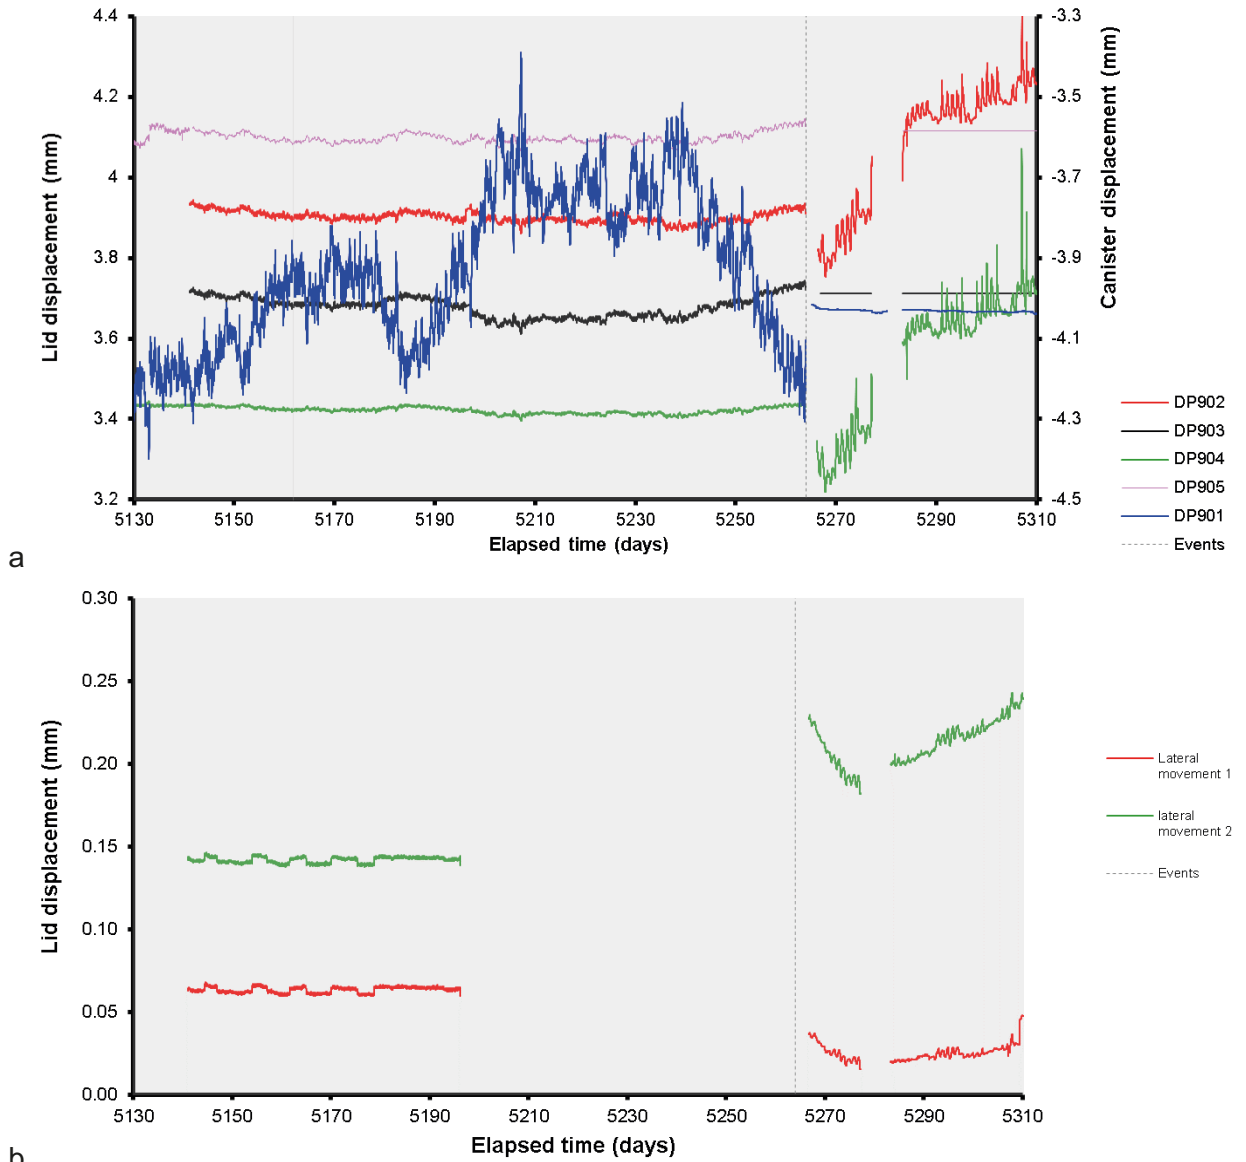 4.4
4.2
4
3.8
3.6
3.4
3.2
Lid displacement (mm)
-3.3
-3.5
-3.7
-3.9
-4.1
-4.3
-4.5
Canister displacement (mm)
5130 5150 5170 5190 5210 5230 5250 5270 5290 5310
Elapsed time (days)
DP902
DP903
DP904
DP905
DP901
Events
a
0.30
0.25
0.20
0.15
0.10
0.05
0.00
Lid displacement (mm)
5130 5150 5170 5190 5210 5230 5250 5270 5290 5310
Elapsed time (days)
Lateral
movement 1
lateral
movement 2
Events
b